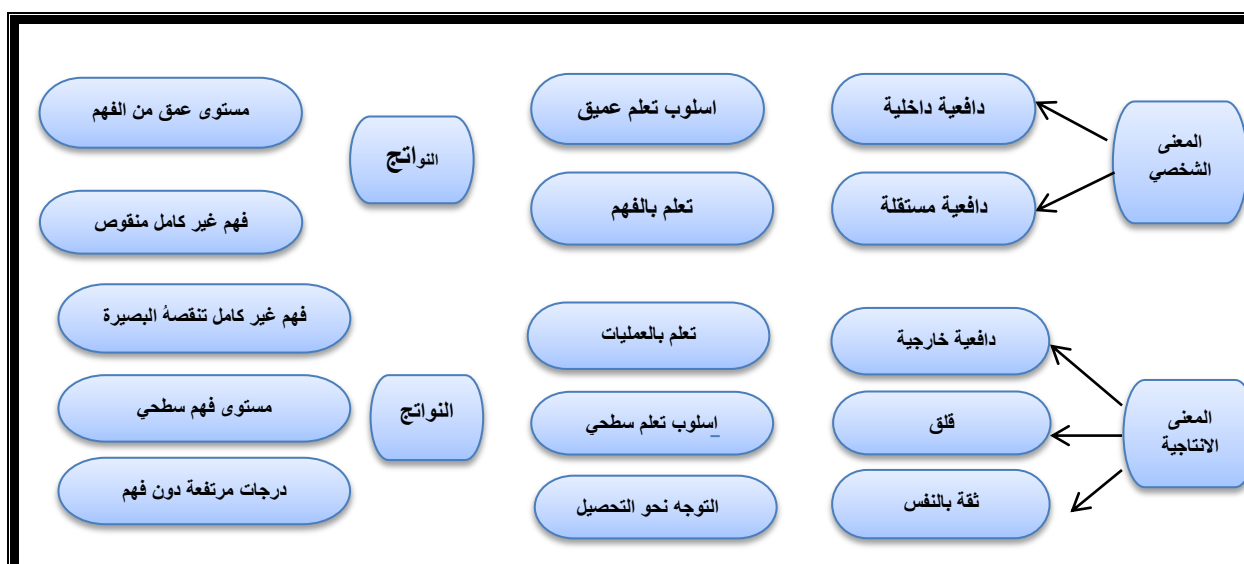 المعنى
الشخصي
دافعية داخلية
دافعية مستقلة
اسلوب تعلم عميق
تعلم بالفهم
النواتج
مستوى عمق من الفهم
فهم غير كامل منقوص
المعنى
الانتاجية
دافعية خارجية
قلق
ثقة بالنفس
تعلم بالعمليات
اسلوب تعلم سطحي
التوجه نحو التحصيل
النواتج
فهم غير كامل تنقصهُ البصيرة
مستوى فهم سطحي
درجات مرتفعة دون فهم